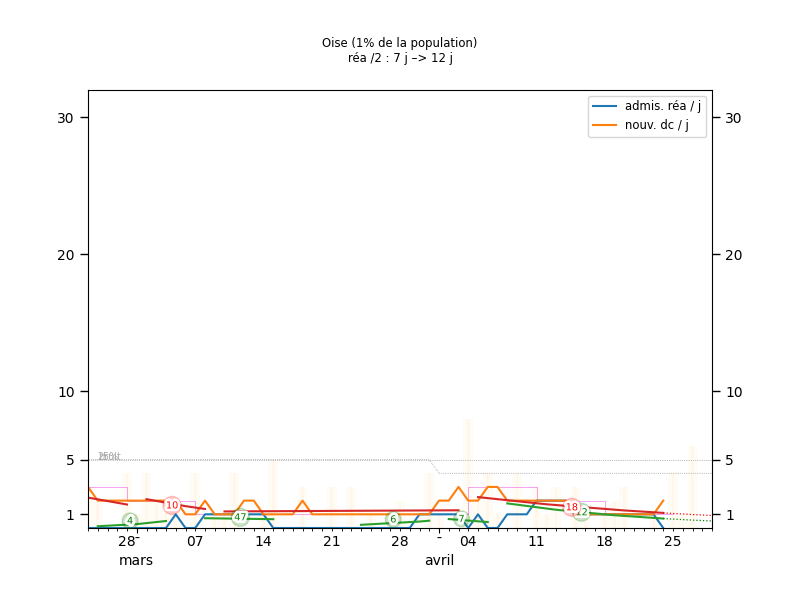 Oise (1% de la population)
réa /2 : 7 j –> 12 j
admis. réa / j
nouv. dc / j
30 30
20 20
10 10
5 5
1 1
4 10 47 6 7 18 12
28 - 07 14 21 28 - 04 11 18 25
mars avril